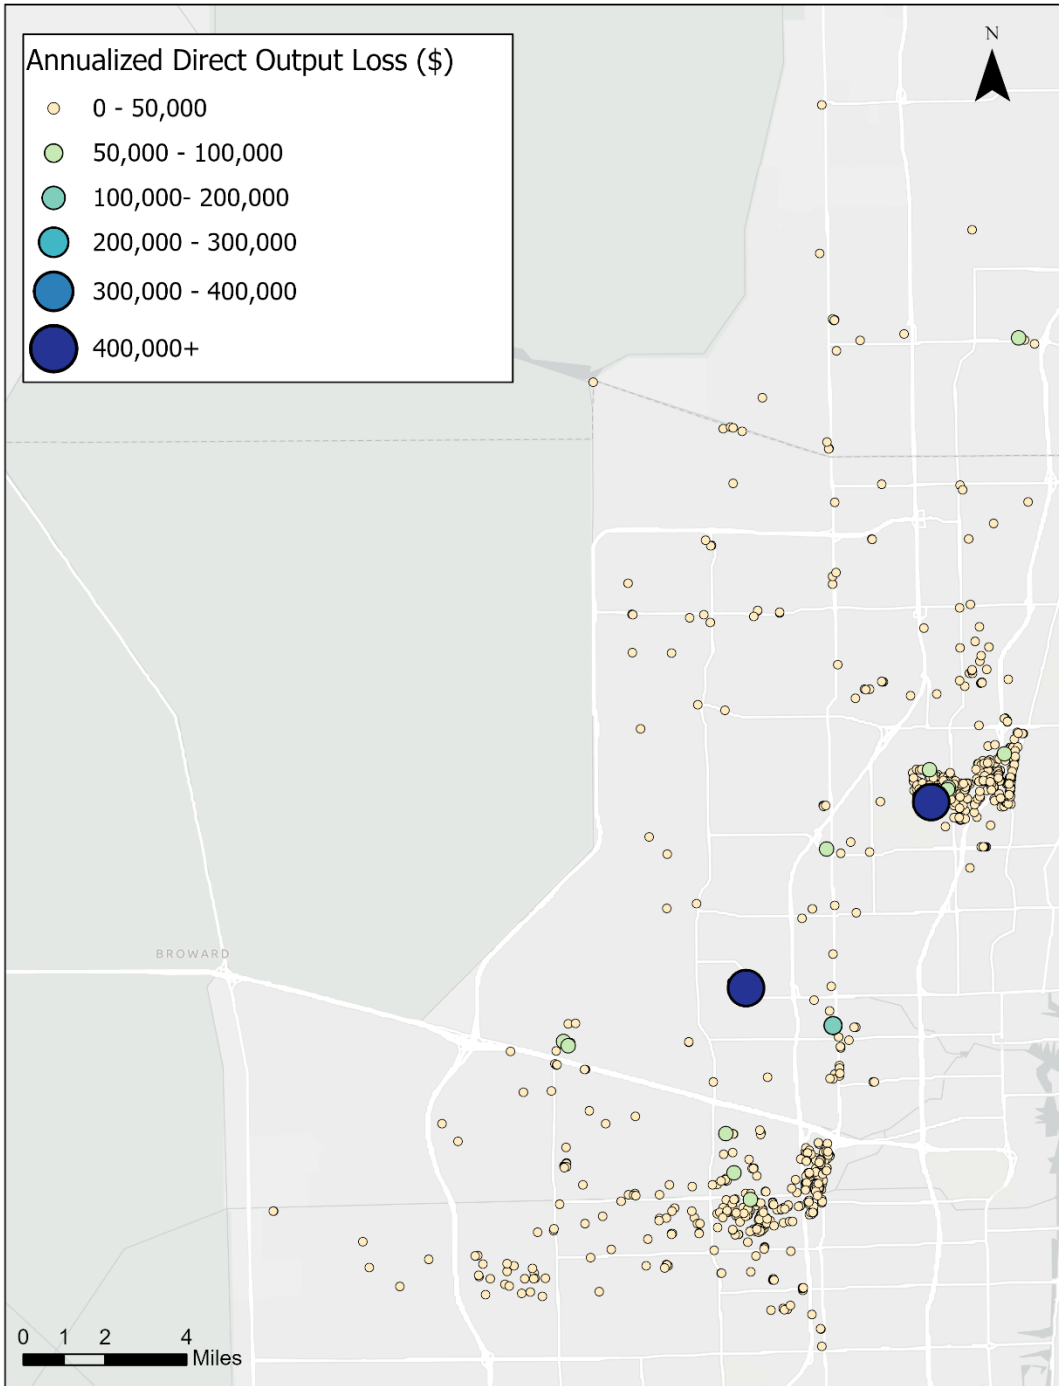 Annualized Direct Output Loss ($)
0 - 50,000
50,000 - 100,000
100,000- 200,000
200,000 - 300,000
300,000 - 400,000
400,000+
N
BROWARD
0 1 2 4
Miles